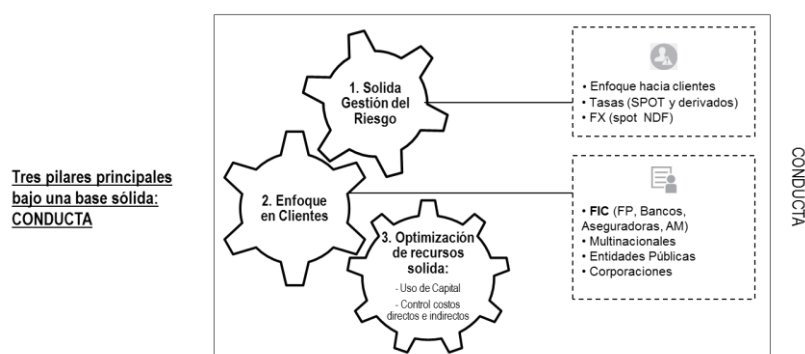 Tres pilares principales
bajo una base sólida:
CONDUCTA
1. Solida
Gestión del
Riesgo
• Enfoque hacia clientes
• Tasas (SPOT y derivados)
• FX (spot NDF)
2. Enfoque
en Clientes
• FIC (FP, Bancos,
Aseguradoras, AM)
• Multinacionales
• Entidades Públicas
• Corporaciones
3. Optimización
de recursos
solida:
- Uso de Capital
- Control costos
directos e indirectos
CONDUCTA